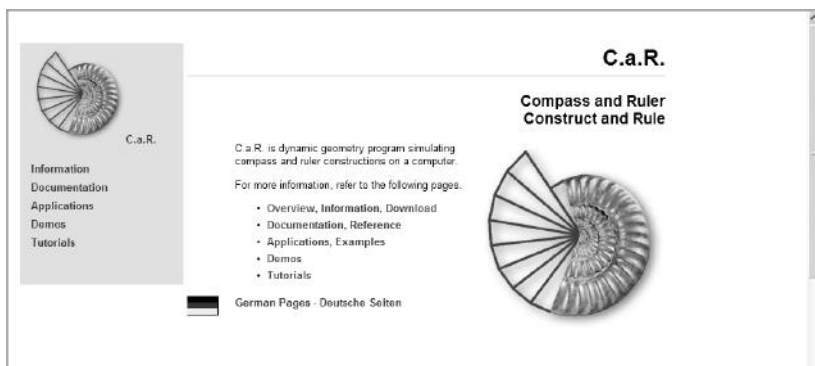 C.a.R.
Information
Documentation
Applications
Demos
Tutorials
C.a.R.
Compass and Ruler
Construct and Rule
C.a.R. is dynamic geometry program simulating
compass and ruler constructions on a computer.
For more information, refer to the following pages.
• Overview, Information, Download
• Documentation, Reference
• Applications, Examples
• Demos
• Tutorials
German Pages - Deutsche Seiten